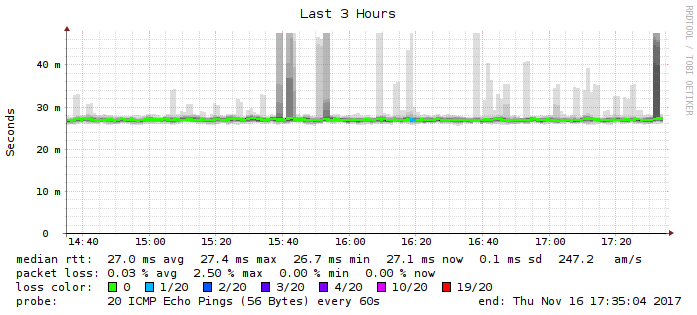 Last 3 Hours
RRDTOOL / TOBI OETIKER
Seconds
40 m
30 m
20 m
10 m
0
14:40 15:00 15:20 15:40 16:00 16:20 16:40 17:00 17:20
median rtt: 27.0 ms avg 27.4 ms max 26.7 ms min 27.1 ms now 0.1 ms sd 247.2 am/s
packet loss: 0.03 % avg 2.50 % max 0.00 % min 0.00 % now
loss color: 0 1/20 2/20 3/20 4/20 10/20 19/20
probe: 20 ICMP Echo Pings (56 Bytes) every 60s end: Thu Nov 16 17:35:04 2017